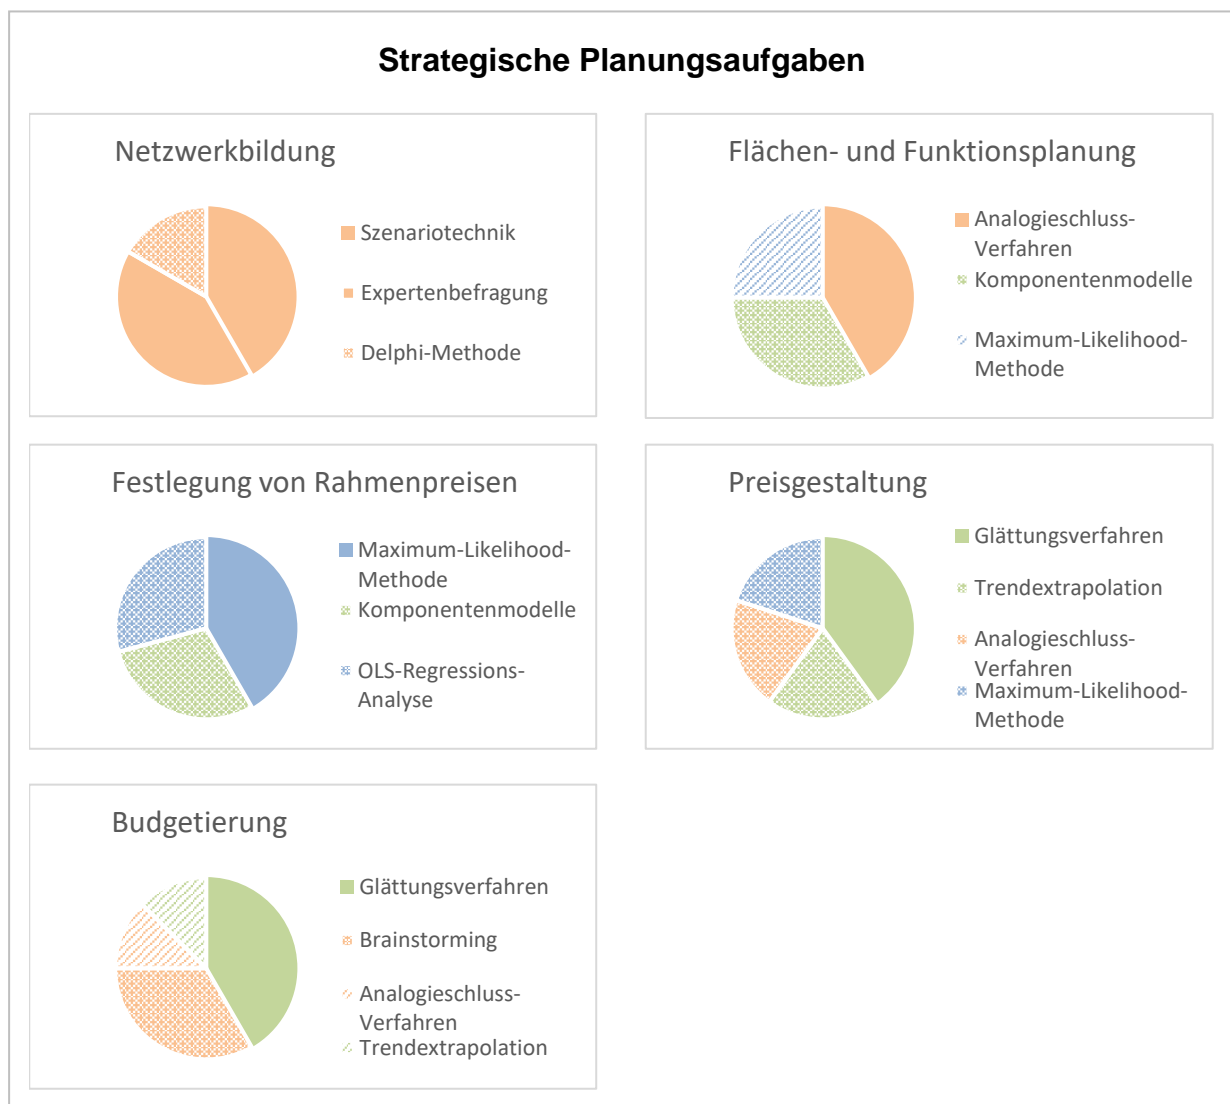 Strategische Planungsaufgaben
Netzwerkbildung
Szenariotechnik
Expertenbefragung
Delphi-Methode
Flächen- und Funktionsplanung
Analogieschluss-
Verfahren
Komponentenmodelle
Maximum-Likelihood-
Methode
Festlegung von Rahmenpreisen
Maximum-Likelihood-
Methode
Komponentenmodelle
OLS-Regressions-
Analyse
Preisgestaltung
Glättungsverfahren
Trendextrapolation
Analogieschluss-
Verfahren
Maximum-Likelihood-
Methode
Budgetierung
Glättungsverfahren
Brainstorming
Analogieschluss-
Verfahren
Trendextrapolation